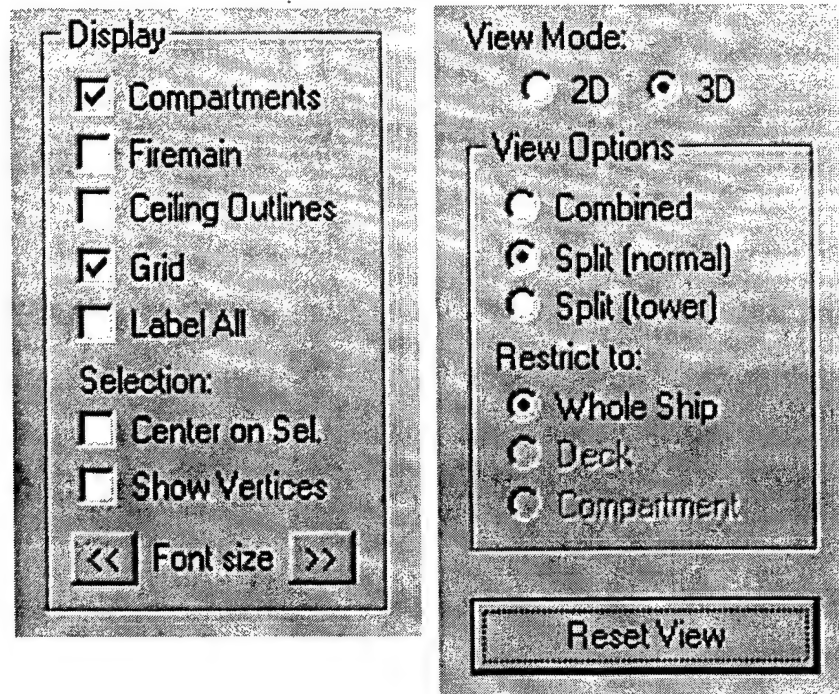 Display
Compartments
Firemain
Ceiling Outlines
Grid
Label All
Selection:
Center on Sel.
Show Vertices
<< Font size >>
View Mode:
2D 3D
View Options
Combined
Split (normal)
Split (tower)
Restrict to:
Whole Ship
Deck
Compartment
Reset View